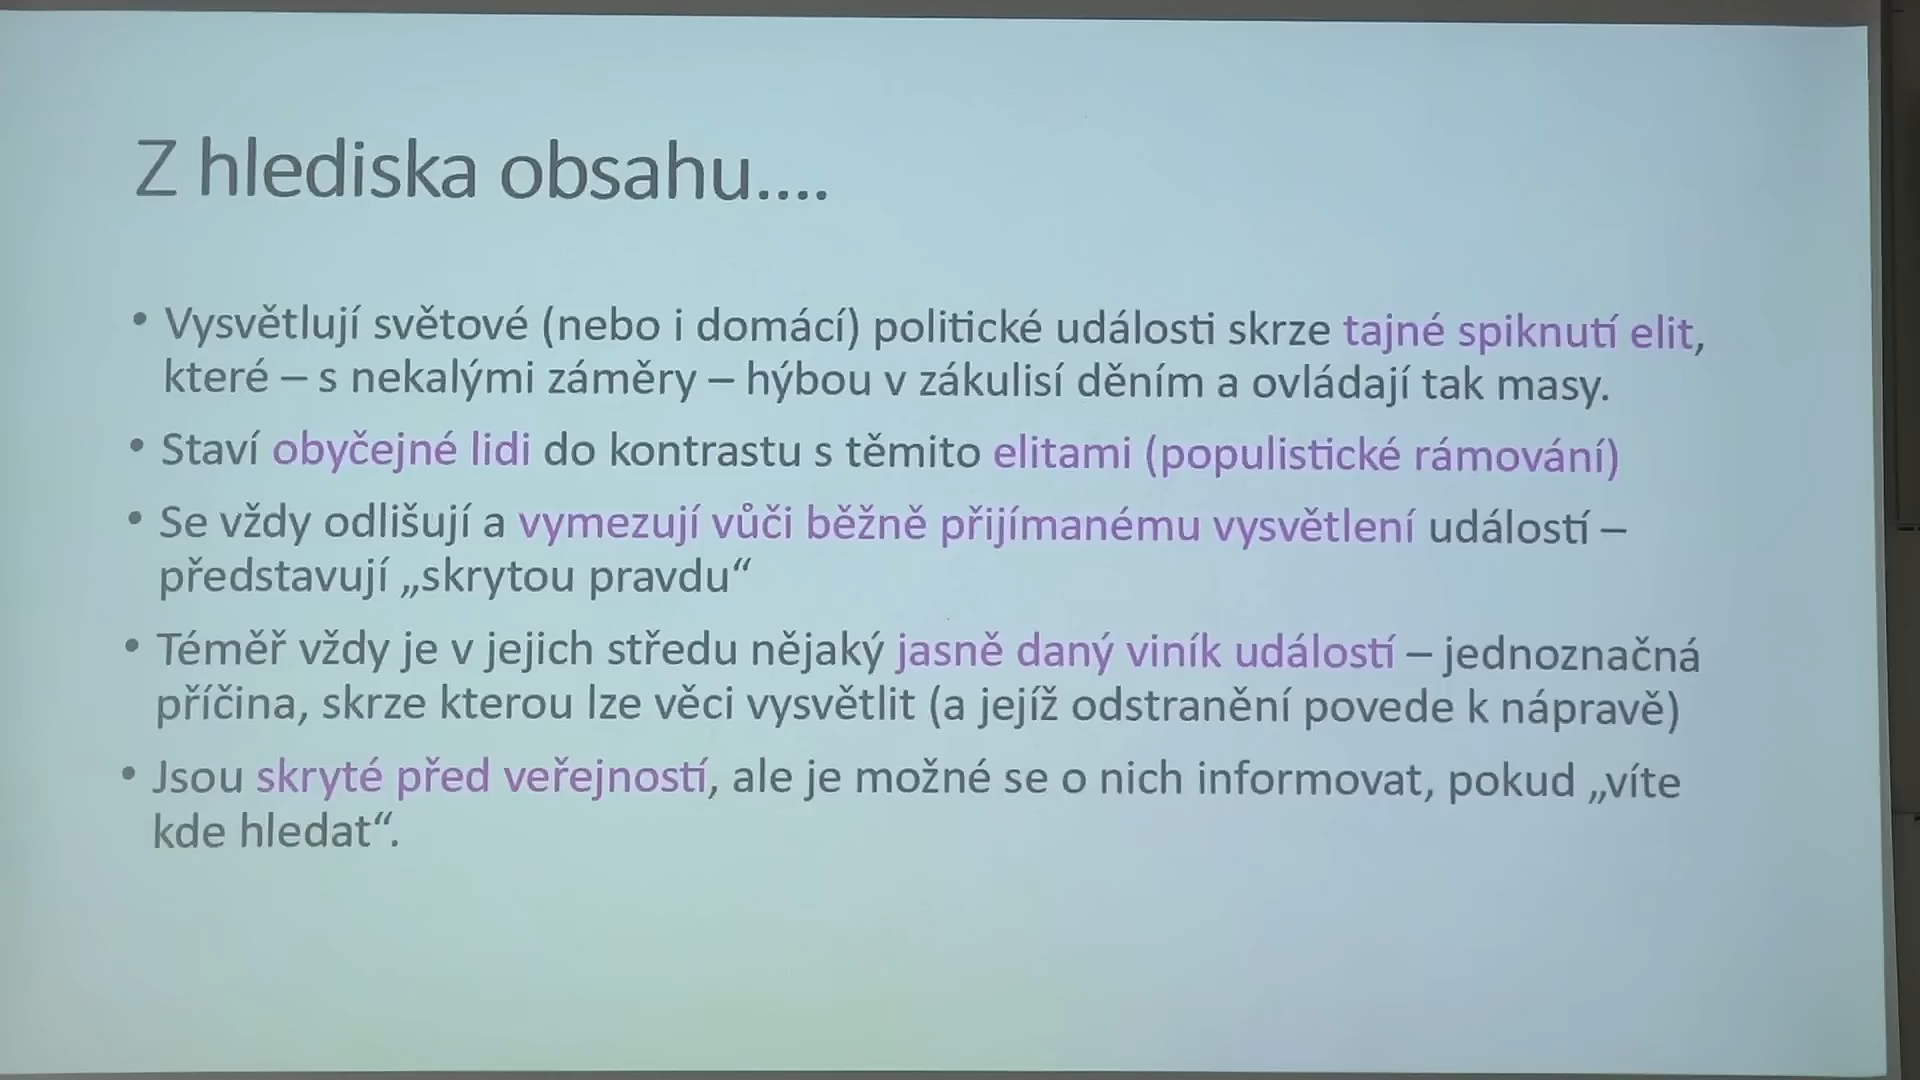 Z hlediska obsahu....
• Vysvětlují světové (nebo i domácí) politické události skrze tajné spiknutí elit,
které – s nekalými záměry – hýbou v zákulisí děním a ovládají tak masy.
• Staví obyčejné lidi do kontrastu s těmito elitami (populistické rámování)
• Se vždy odlišují a vymezují vůči běžně přijímanému vysvětlení událostí –
představují „skrytou pravdu“
• Téměř vždy je v jejich středu nějaký jasně daný viník událostí – jednoznačná
příčina, skrze kterou lze věci vysvětlit (a jejíž odstranění povede k nápravě)
• Jsou skryté před veřejností, ale je možné se o nich informovat, pokud „víte
kde hledat“.